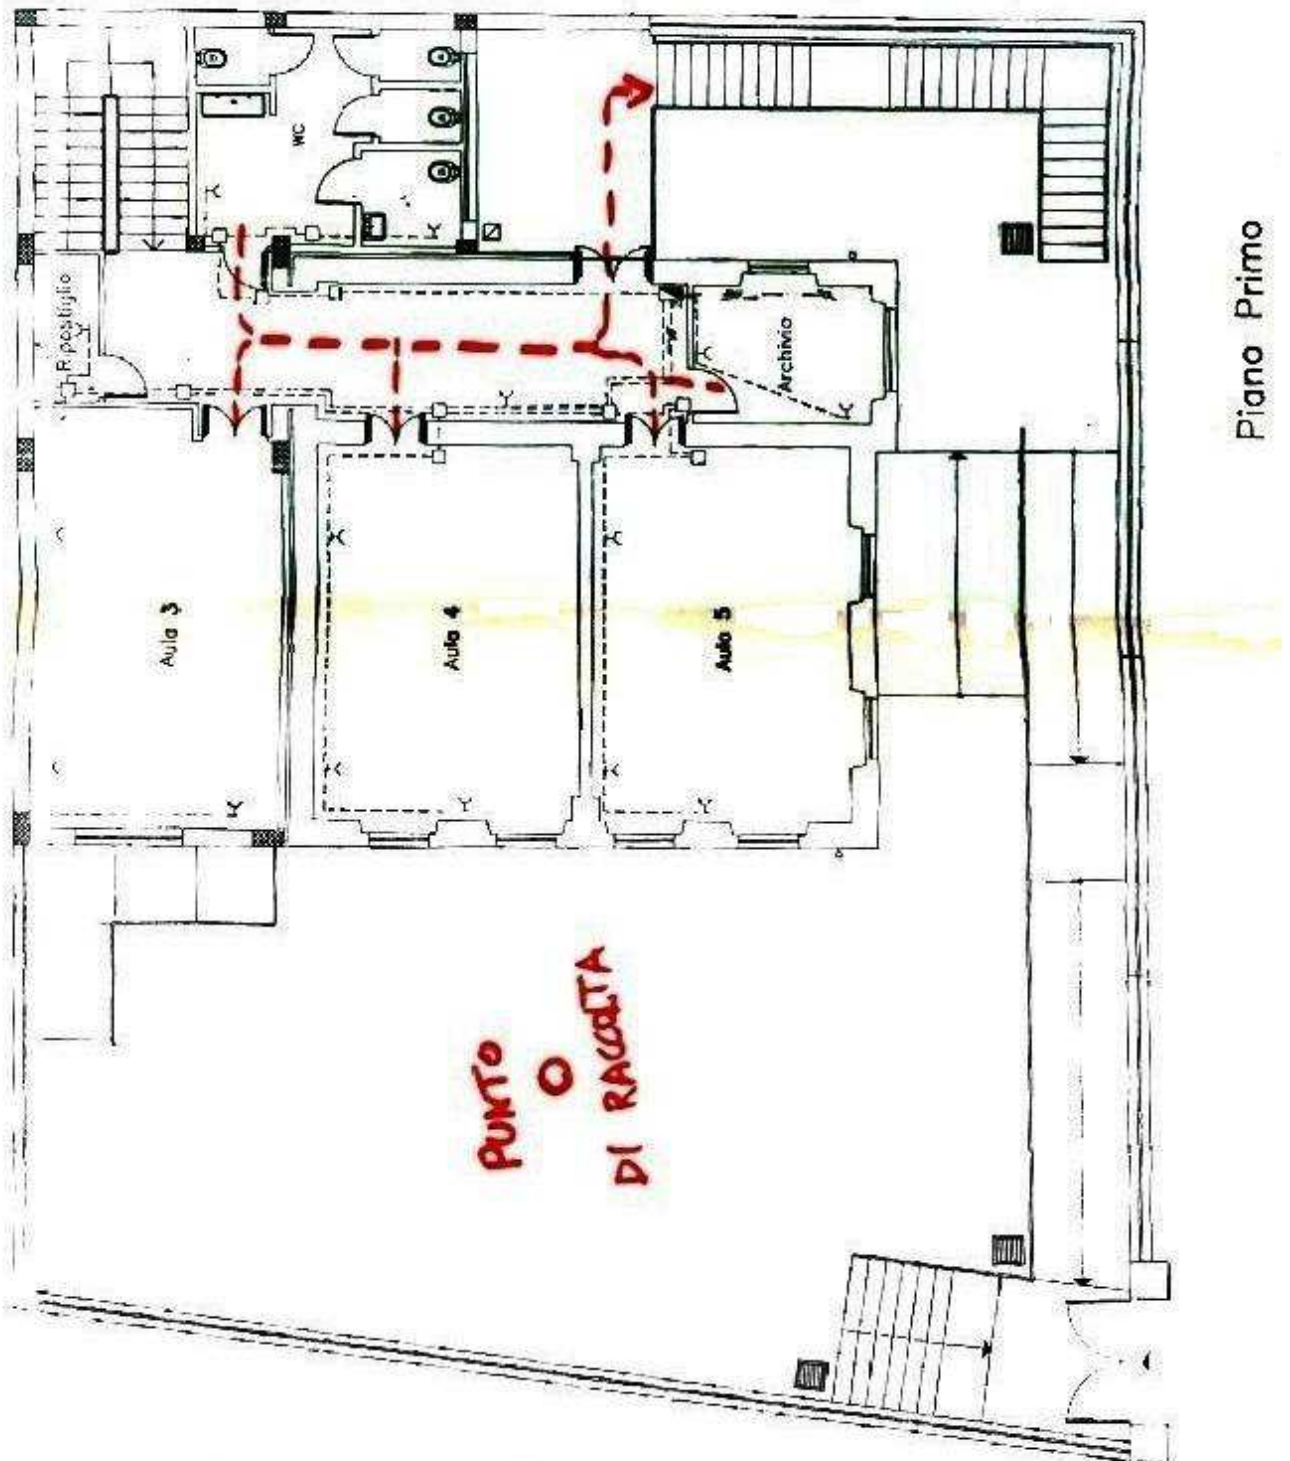 Piano Primo
WC
Ripostiglio
Archivio
Aula 3
Aula 4
Aula 5
PUNTO
DI RACCOLTA